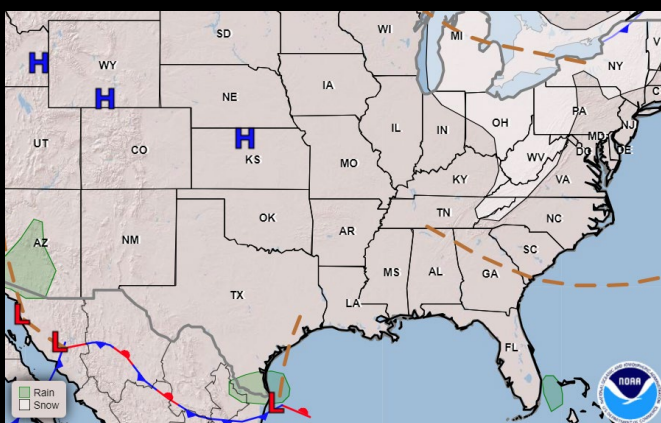 SD
WI
MI
H
WY
NY
V
H
NE
IA
PA
C
IL
IN
OH
NJ
H
MD
UT
CO
KS
MO
WV
DC
DE
KY
VA
OK
TN
NC
AZ
NM
AR
SC
MS
AL
GA
TX
LA
L
L
FL
NOAA
Rain
Snow
L